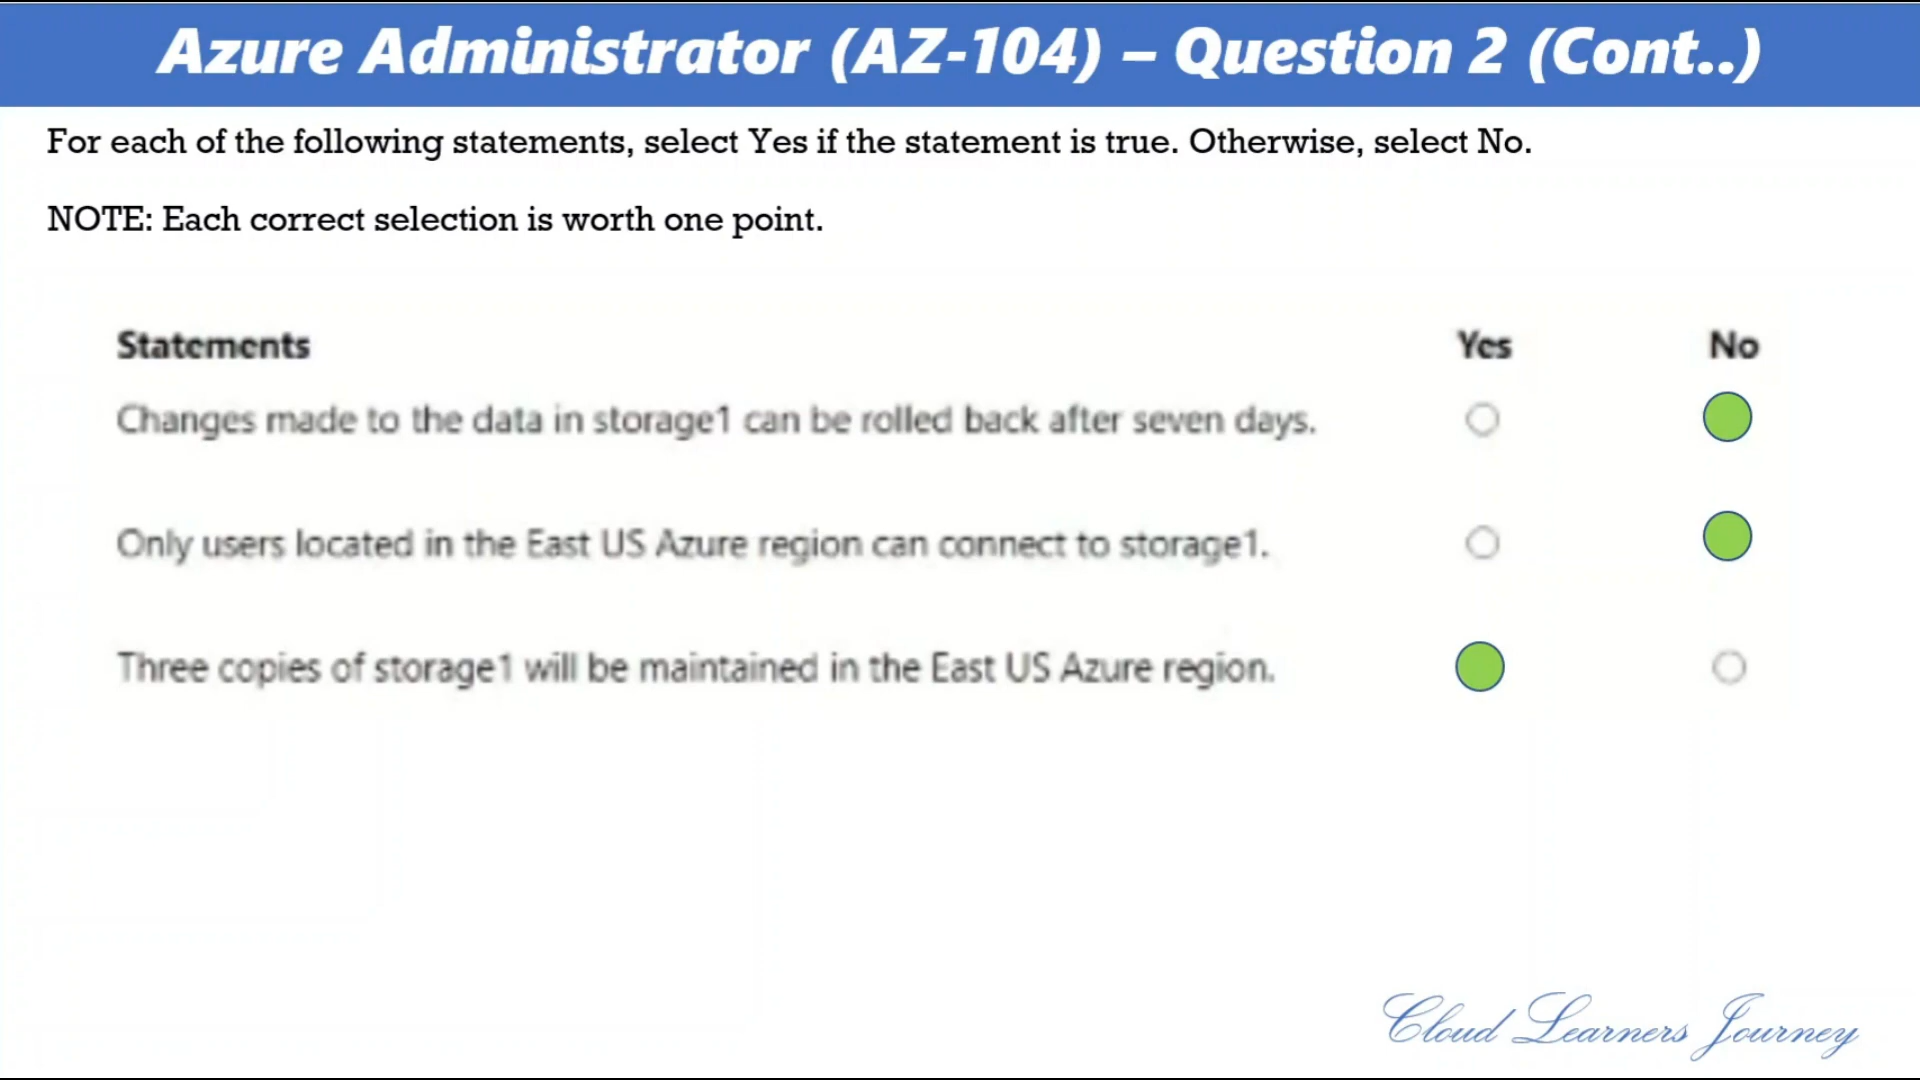 Azure Administrator (AZ-104) – Question 2 (Cont..)
For each of the following statements, select Yes if the statement is true. Otherwise, select No.
NOTE: Each correct selection is worth one point.
Statements Yes No
Changes made to the data in storage1 can be rolled back after seven days.
Only users located in the East US Azure region can connect to storage1.
Three copies of storage1 will be maintained in the East US Azure region.
Cloud Learners Journey